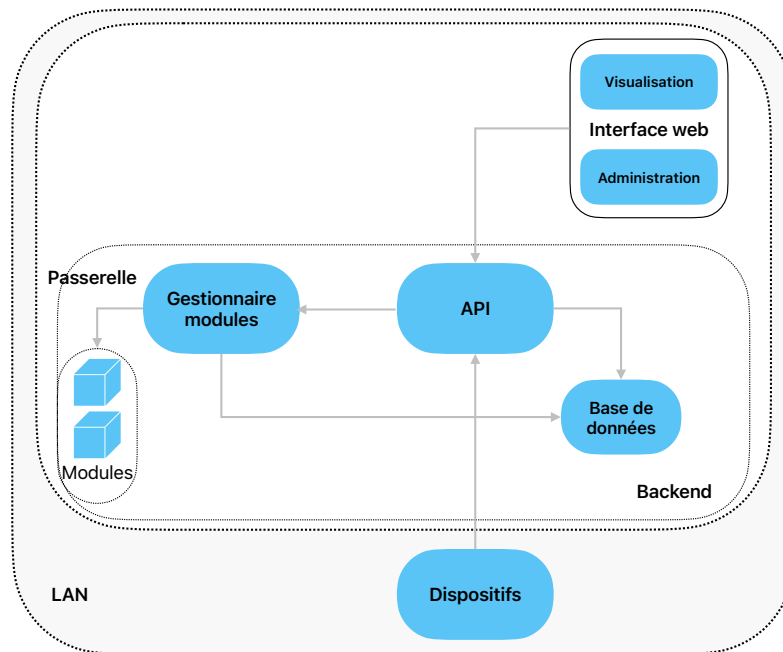 Visualisation
Interface web
Administration
Passerelle
Gestionnaire
modules
API
Base de
données
Modules
Backend
LAN
Dispositifs